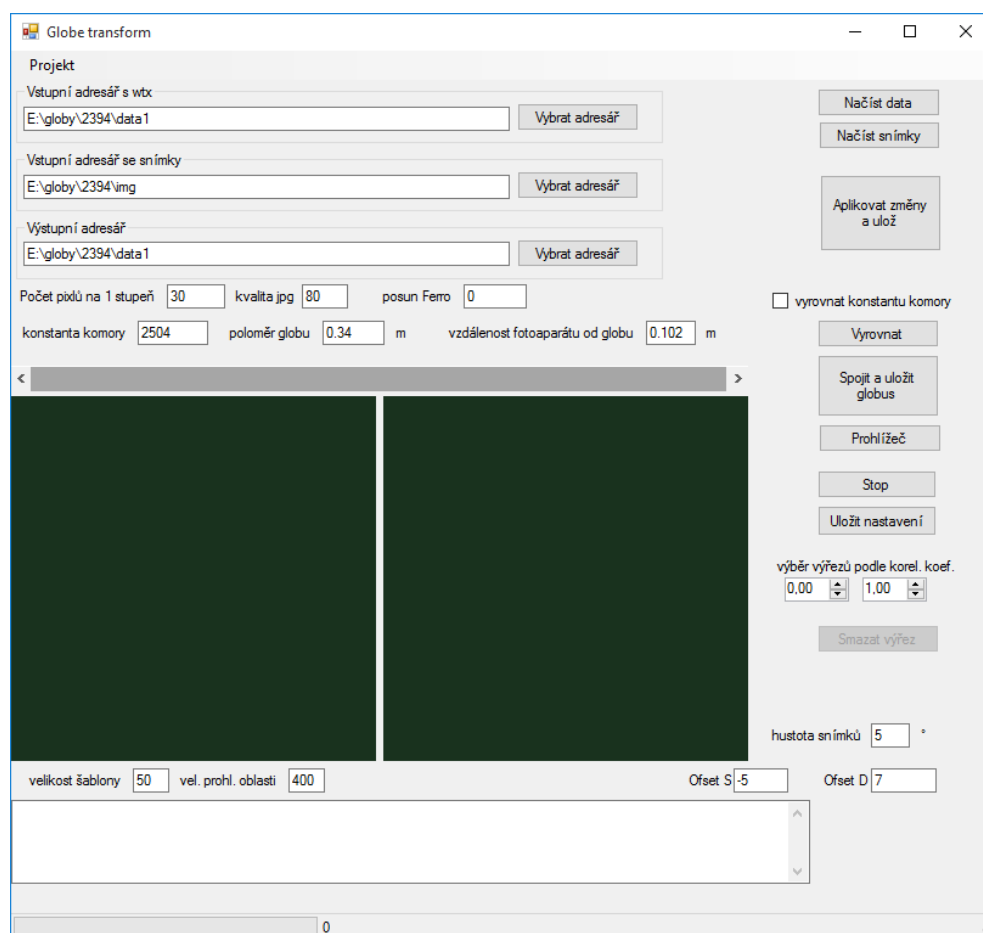 Globe transform
Projekt
Vstupní adresář s wtx
E:\globy\2394\data1
Vybrat adresář
Vstupní adresář se snímky
E:\globy\2394\img
Vybrat adresář
Výstupní adresář
E:\globy\2394\data1
Vybrat adresář
Počet pixlů na 1 stupeň 30 kvalita jpg 80 posun Ferro 0
konstanta komory 2504 poloměr globu 0.34 m vzdálenost fotoaparátu od globu 0.102 m
Načíst data
Načíst snímky
Aplikovat změny
a ulož
vyrovnat konstantu komory
Vyrovnat
Spojit a uložit
globus
Prohlížeč
Stop
Uložit nastavení
výběr výřezů podle korel. koef.
0,00 1,00
Smazat výřez
hustota snímků 5 °
velikost šablony 50 vel. prohl. oblasti 400 Ofset S -5 Ofset D 7
0